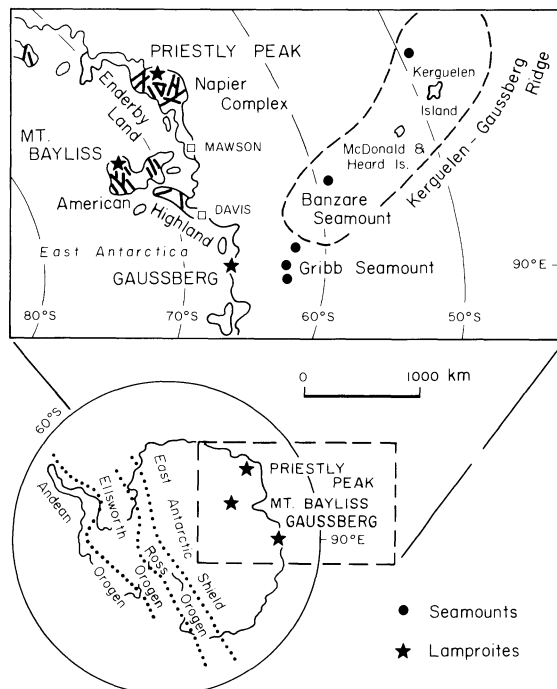 PRIESTLY PEAK
Napier
Complex
Enderby
Land
MT.
BAYLISS
MAWSON
American
Highland
DAVIS
East Antarctica
GAUSSBERG
Kerguelen
Island
McDonald &
Heard Is.
Kerguelen - Gaussberg
Ridge
Banzare
Seamount
Gribb Seamount
90°E
80°S
70°S
60°S
50°S
0
1000 km
60°S
Andean
Orogen
Ellsworth
Orogen
Ross
Orogen
East Antarctic
Shield
PRIESTLY
PEAK
MT. BAYLISS
GAUSSBERG
90°E
Seamounts
Lamproites